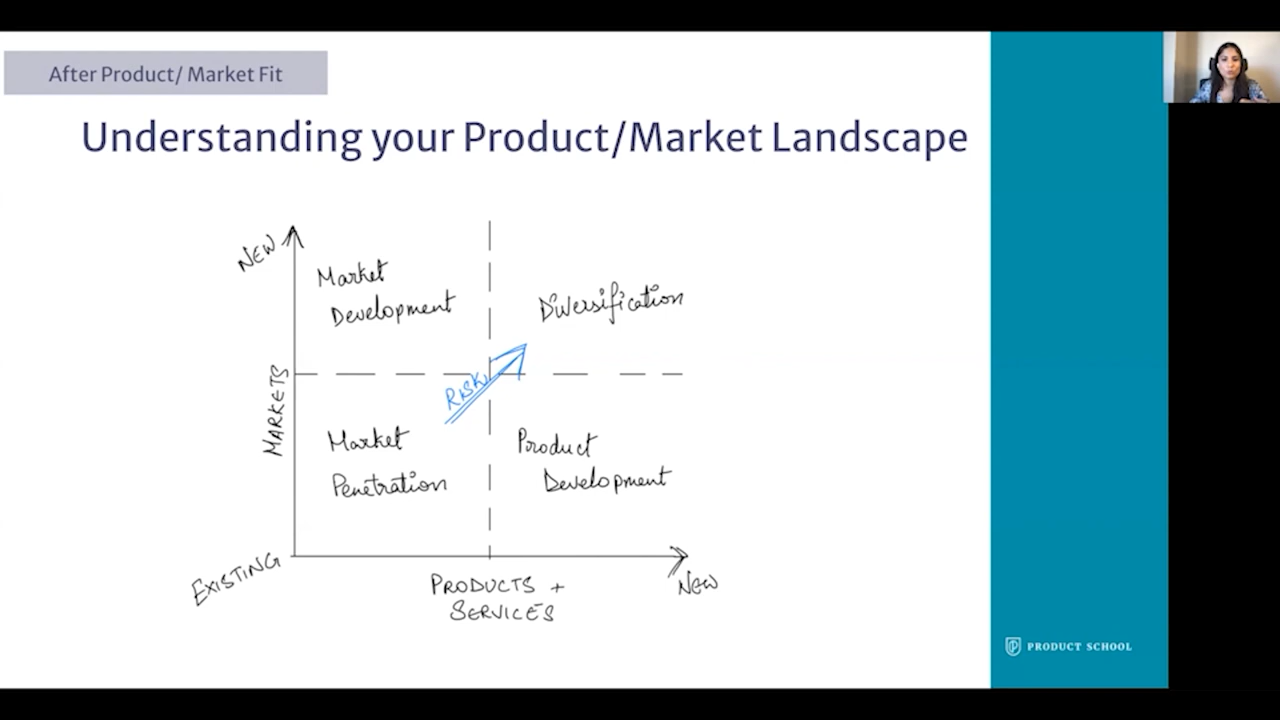 After Product/ Market Fit
Understanding your Product/Market Landscape
NEW
Market
Development
Diversification
MARKETS
RISK
Market
Penetration
Product
Development
EXISTING
PRODUCTS +
SERVICES
NEW
PRODUCT SCHOOL